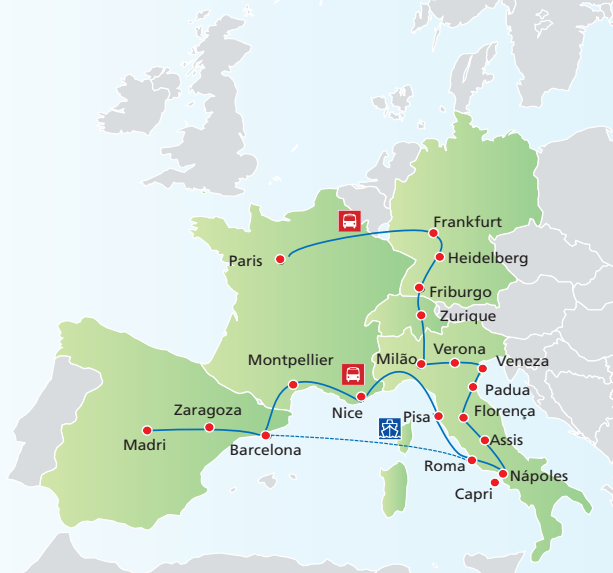 Frankfurt
Paris
Heidelberg
Friburgo
Zurique
Verona
Milão
Veneza
Montpellier
Padua
Zaragoza
Nice
Pisa
Florença
Madri
Barcelona
Assis
Roma
Nápoles
Capri